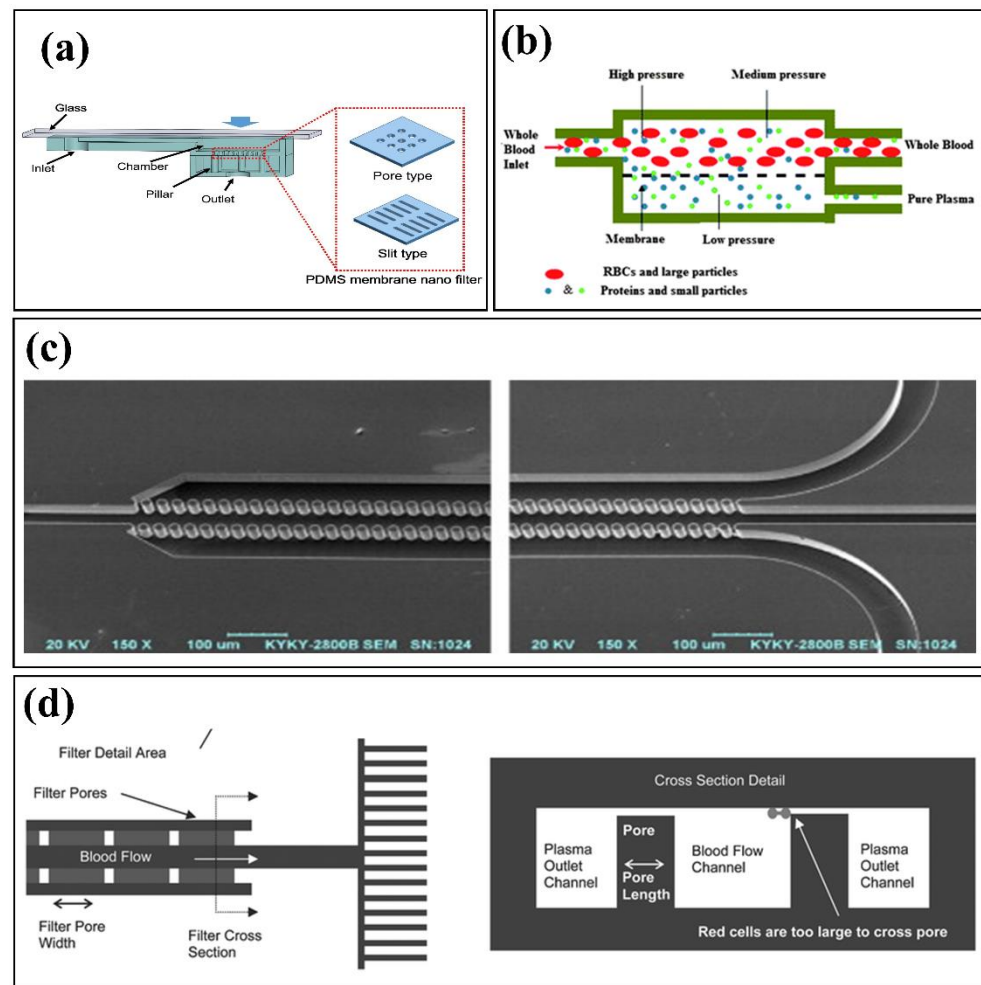 (a)
Glass
Inlet
Chamber
Pillar
Outlet
Pore type
Slit type
PDMS membrane nano filter
(b)
High pressure
Medium pressure
Whole
Blood
Inlet
Whole Blood
Pure Plasma
Membrane
Low pressure
RBCs and large particles
& Proteins and small particles
(c)
20 KV 150 X 100 um KYKY-2800B SEM SN:1024
20 KV 150 X 100 um KYKY-2800B SEM SN:1024
(d)
Filter Detail Area
Filter Pores
Blood Flow
Filter Pore
Width
Filter Cross
Section
Cross Section Detail
Plasma
Outlet
Channel
Pore
Pore
Length
Blood Flow
Channel
Plasma
Outlet
Channel
Red cells are too large to cross pore